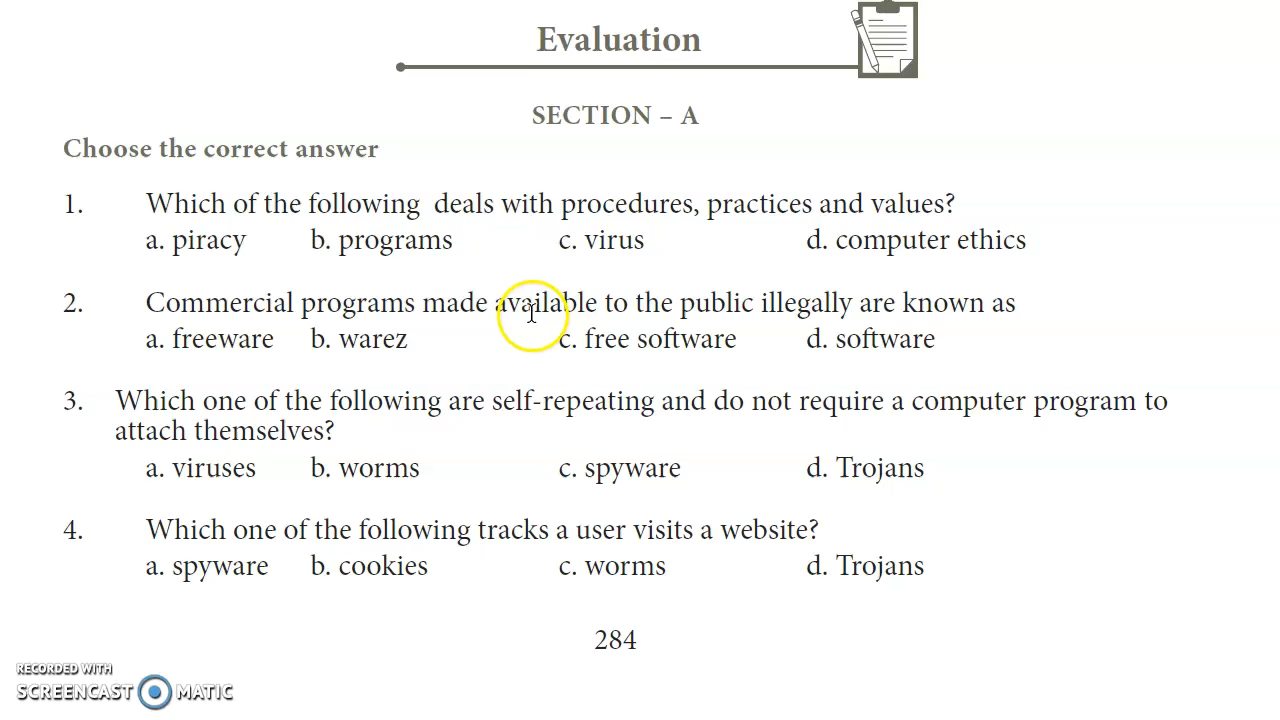 Evaluation
SECTION – A
Choose the correct answer
1. Which of the following deals with procedures, practices and values?
a. piracy b. programs c. virus d. computer ethics
2. Commercial programs made available to the public illegally are known as
a. freeware b. warez c. free software d. software
3. Which one of the following are self-repeating and do not require a computer program to
attach themselves?
a. viruses b. worms c. spyware d. Trojans
4. Which one of the following tracks a user visits a website?
a. spyware b. cookies c. worms d. Trojans
284
RECORDED WITH
SCREENCAST MATIC